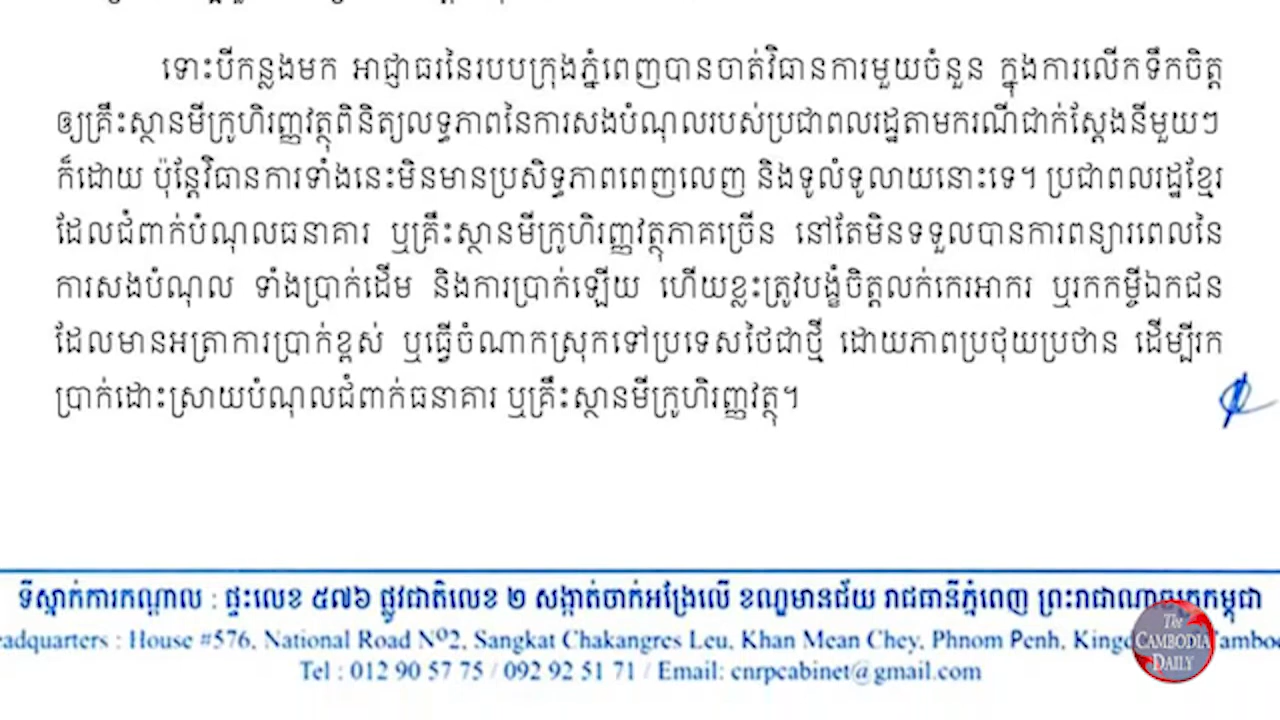 ទោះបីកន្លងមក អាជ្ញាធរនៃរបបក្រុងភ្នំពេញបានចាត់វិធានការមួយចំនួន ក្នុងការលើកទឹកចិត្ត
ឲ្យគ្រឹះស្ថានមីក្រូហិរញ្ញវត្ថុពិនិត្យលទ្ធភាពនៃការសងបំណុលរបស់ប្រជាពលរដ្ឋតាមករណីជាក់ស្តែងនីមួយៗ
ក៏ដោយ ប៉ុន្តែវិធានការទាំងនេះមិនមានប្រសិទ្ធភាពពេញលេញ និងទូលំទូលាយនោះទេ។ ប្រជាពលរដ្ឋខ្មែរ
ដែលជំពាក់បំណុលធនាគារ ឬគ្រឹះស្ថានមីក្រូហិរញ្ញវត្ថុភាគច្រើន នៅតែមិនទទួលបានការពន្យារពេលនៃ
ការសងបំណុល ទាំងប្រាក់ដើម និងការប្រាក់ឡើយ ហើយខ្លះត្រូវបង្ខំចិត្តលក់កេរអាករ ឬរកកម្ចីឯកជន
ដែលមានអត្រាការប្រាក់ខ្ពស់ ឬធ្វើចំណាកស្រុកទៅប្រទេសថៃជាថ្មី ដោយភាពប្រថុយប្រថាន ដើម្បីរក
ប្រាក់ដោះស្រាយបំណុលជំពាក់ធនាគារ ឬគ្រឹះស្ថានមីក្រូហិរញ្ញវត្ថុ។
ទីស្នាក់ការកណ្តាល : ផ្ទះលេខ ៥៧៦ ផ្លូវជាតិលេខ ២ សង្កាត់ចាក់អង្រែលើ ខណ្ឌមានជ័យ រាជធានីភ្នំពេញ
eadquarters : House #576, National Road Nº2, Sangkat Chakangres Leu, Khan Mean Chey, Phnom Penh,
Tel : 012 90 57 75 / 092 92 51 71 / Email: cnrpcabinet@gmail.com
The
CAMBODIA
DAILY